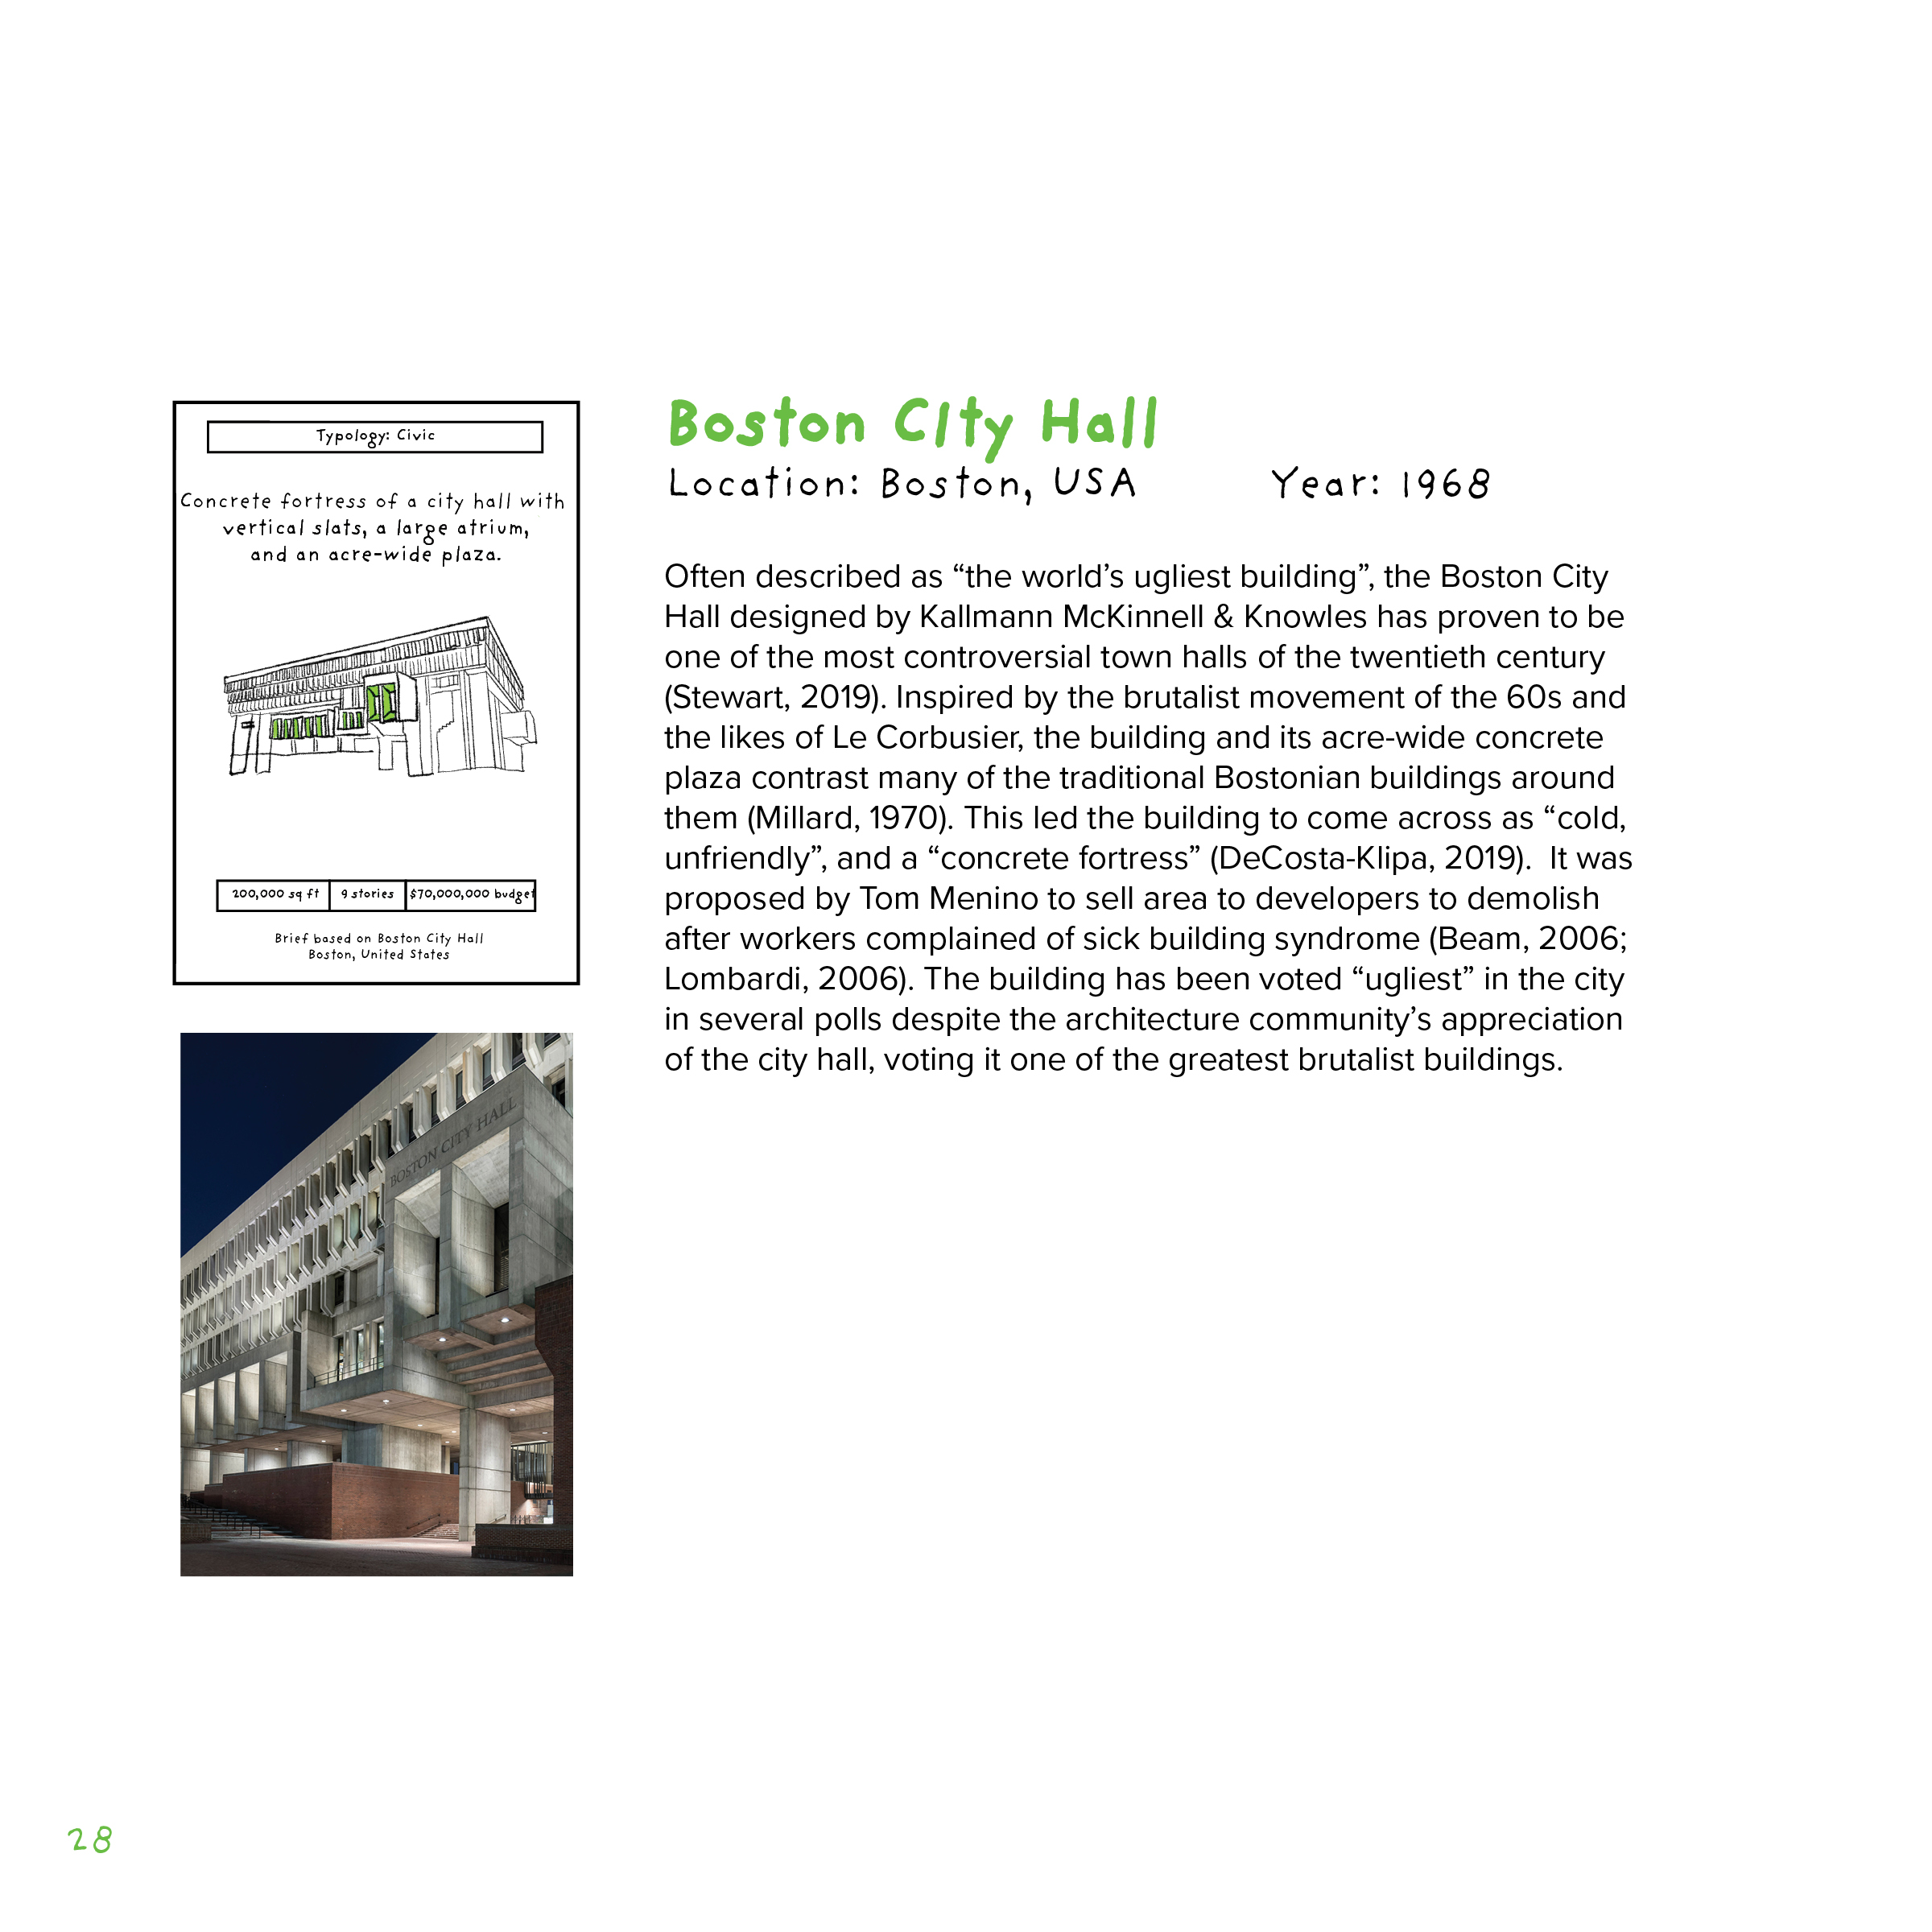 Typology: Civic
Concrete fortress of a city hall with
vertical slats, a large atrium,
and an acre-wide plaza.
200,000 sq ft
9 stories
$70,000,000 budget
Brief based on Boston City Hall
Boston, United States
BOSTON CITY HALL
Boston CIty Hall
Location: Boston, USA
Year: 1968
Often described as “the world’s ugliest building”, the Boston City
Hall designed by Kallmann McKinnell & Knowles has proven to be
one of the most controversial town halls of the twentieth century
(Stewart, 2019). Inspired by the brutalist movement of the 60s and
the likes of Le Corbusier, the building and its acre-wide concrete
plaza contrast many of the traditional Bostonian buildings around
them (Millard, 1970). This led the building to come across as “cold,
unfriendly”, and a “concrete fortress” (DeCosta-Klipa, 2019).  It was
proposed by Tom Menino to sell area to developers to demolish
after workers complained of sick building syndrome (Beam, 2006;
Lombardi, 2006). The building has been voted “ugliest” in the city
in several polls despite the architecture community’s appreciation
of the city hall, voting it one of the greatest brutalist buildings.
28